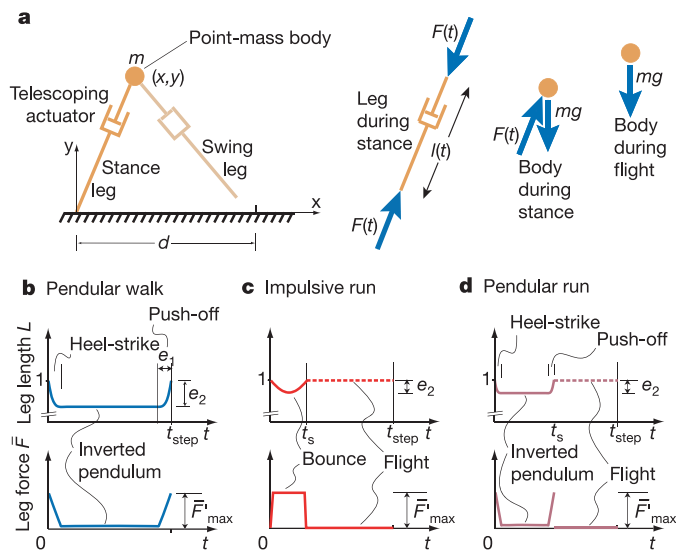 a
Point-mass body
m
(x,y)
Telescoping
actuator
y
Stance
leg
Swing
leg
x
d
Leg
during
stance
F(t)
l(t)
F(t)
F(t)
mg
Body
during
stance
mg
Body
during
flight
b Pendular walk
Push-off
Heel-strike
e1
e2
Leg length L
1
tstep
t
Inverted
pendulum
Leg force F̄
F̄'max
0
t
c Impulsive run
1
e2
ts
tstep
t
Bounce
Flight
F̄'max
0
t
d Pendular run
Heel-strike
Push-off
1
e2
ts
tstep
t
Inverted
pendulum
Flight
F̄'max
0
t